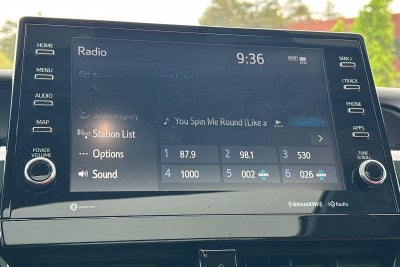 HOME
MENU
AUDIO
MAP
POWER
VOLUME
Radio
9:36
Replay
♪ You Spin Me Round (Like a
Station List
Options
Sound
1 87.9
2 98.1
3 530
4 1000
5 002
6 026
SEEK>
<TRACK
PHONE
APPS
TUNE
SCROLL
SiriusXM
HD Radio